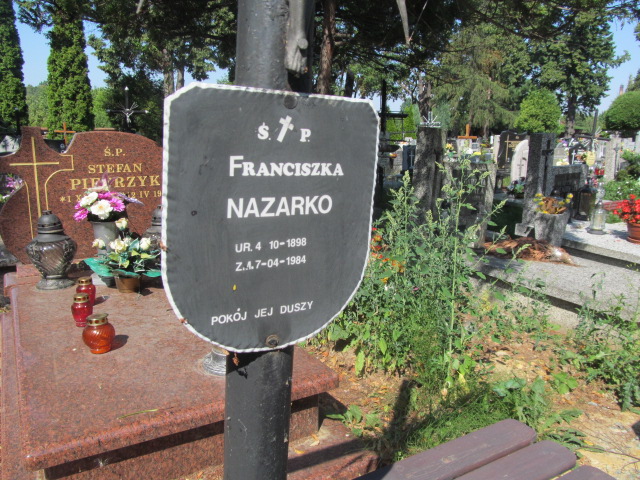 Ś. P.
FRANCISZKA
NAZARKO
UR. 4 10-1898
7-04-1984
POKÓJ JEJ DUSZY
Ś.P.
STEFAN